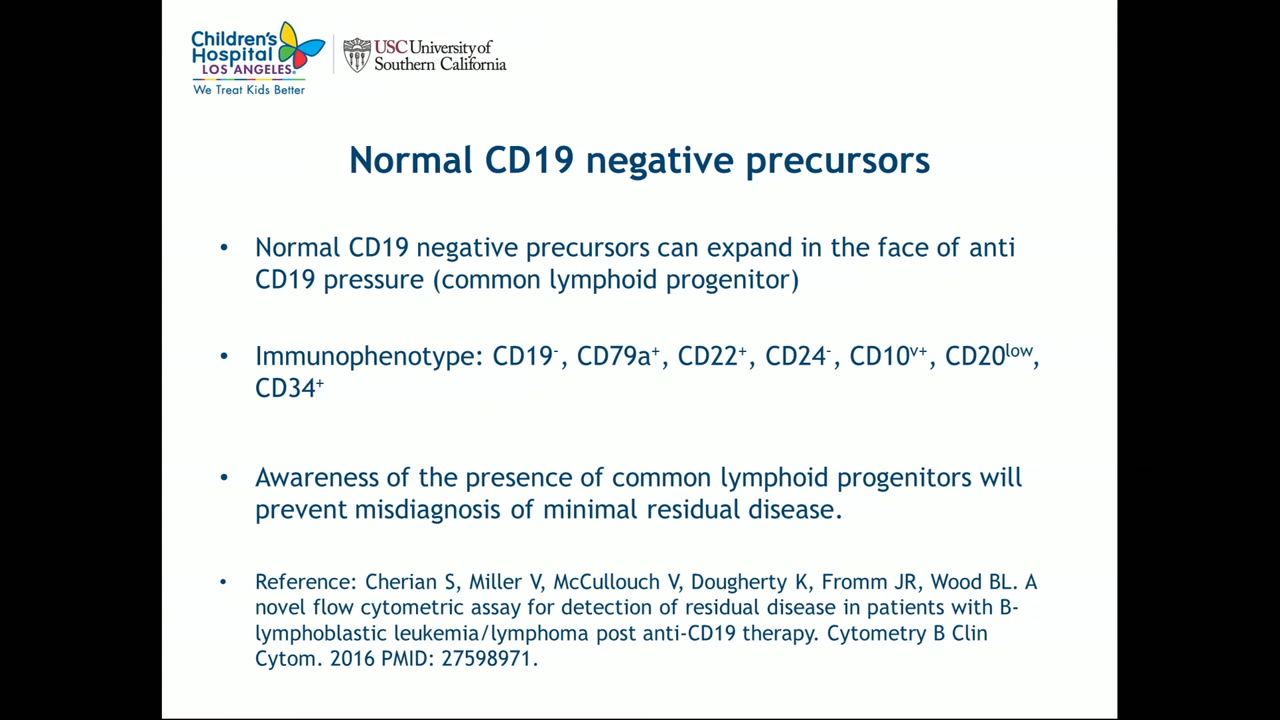 Children's
Hospital
LOS ANGELES®
We Treat Kids Better
USC University of
Southern California
Normal CD19 negative precursors
• Normal CD19 negative precursors can expand in the face of anti
CD19 pressure (common lymphoid progenitor)
• Immunophenotype: CD19⁻, CD79a⁺, CD22⁺, CD24⁻, CD10ᵛ⁺, CD20ˡᵒʷ,
CD34⁺
• Awareness of the presence of common lymphoid progenitors will
prevent misdiagnosis of minimal residual disease.
• Reference: Cherian S, Miller V, McCullouch V, Dougherty K, Fromm JR, Wood BL. A
novel flow cytometric assay for detection of residual disease in patients with B-
lymphoblastic leukemia/lymphoma post anti-CD19 therapy. Cytometry B Clin
Cytom. 2016 PMID: 27598971.